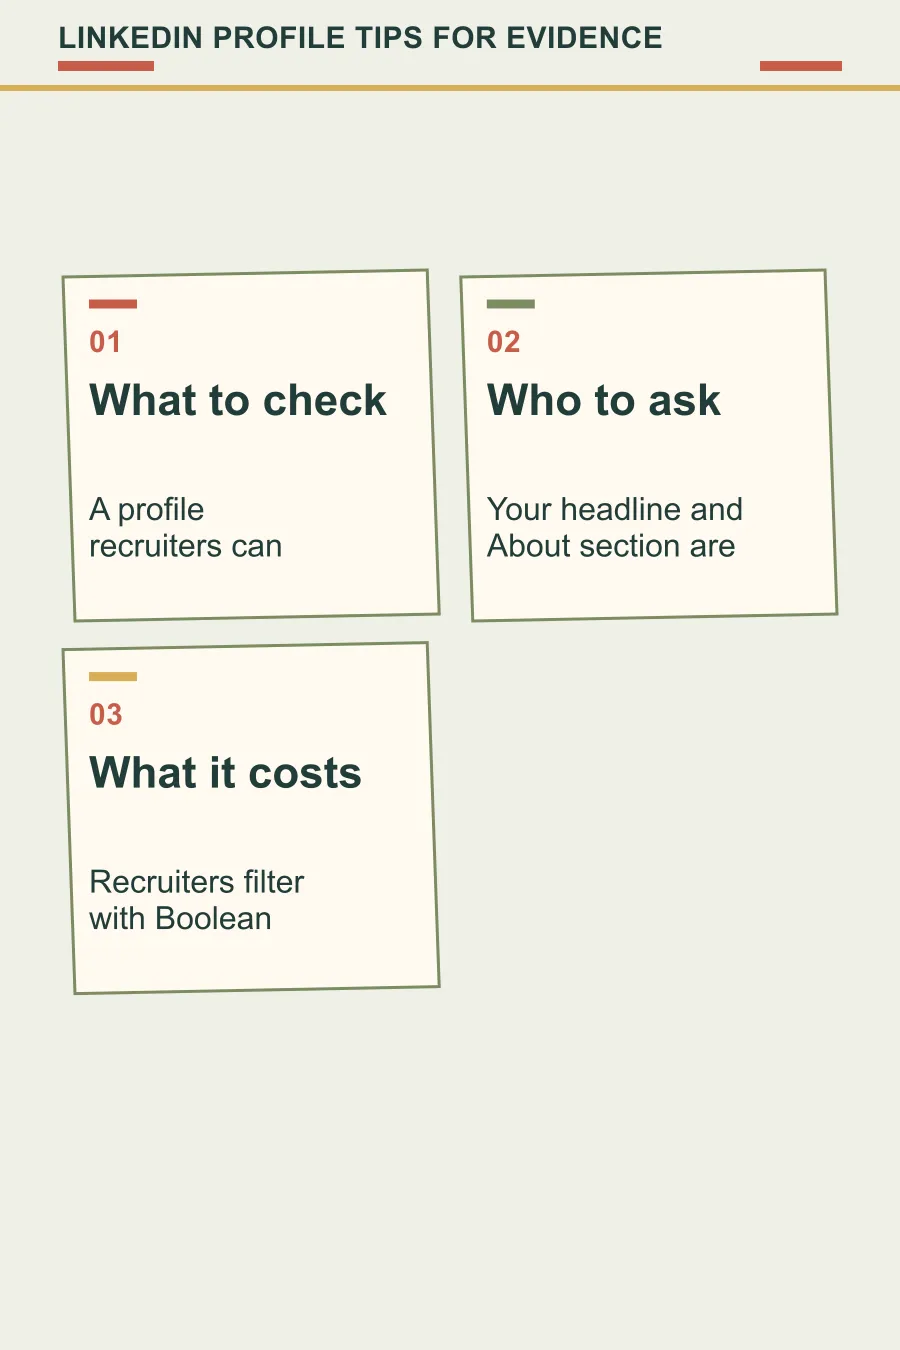 LINKEDIN PROFILE TIPS FOR EVIDENCE
01
What to check
A profile
recruiters can
02
Who to ask
Your headline and
About section are
03
What it costs
Recruiters filter
with Boolean